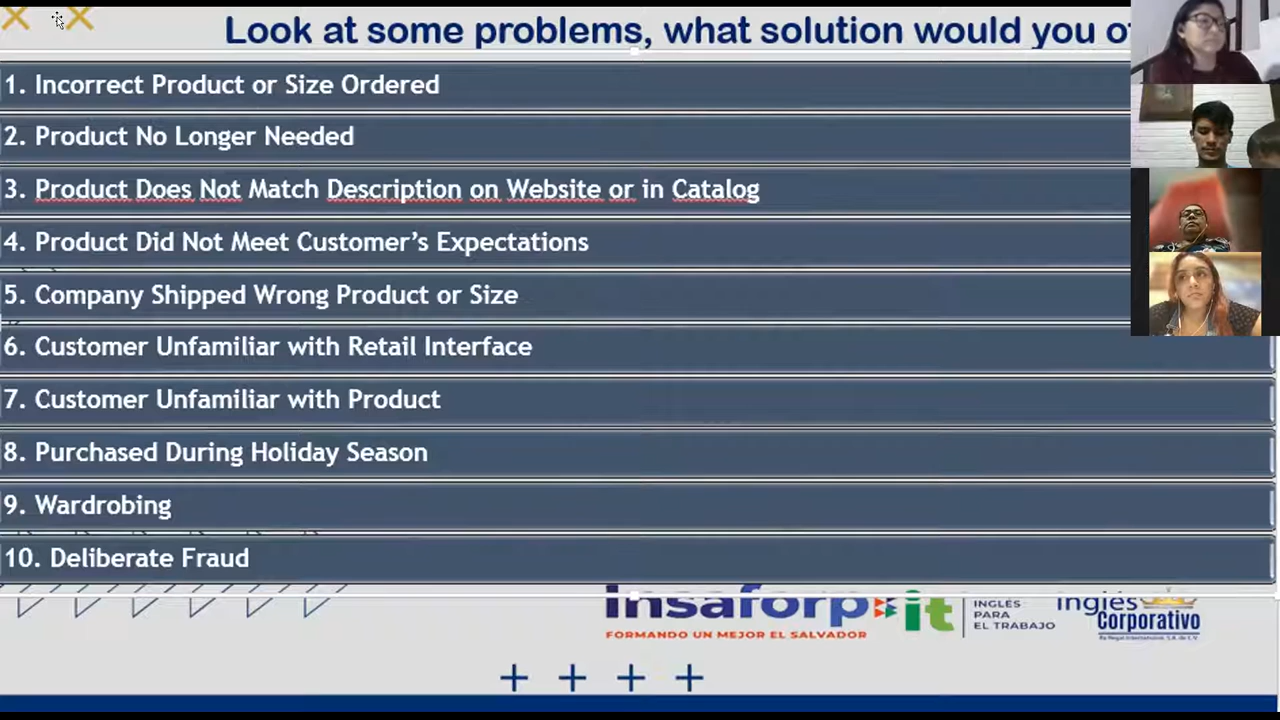 Look at some problems, what solution would you
1. Incorrect Product or Size Ordered
2. Product No Longer Needed
3. Product Does Not Match Description on Website or in Catalog
4. Product Did Not Meet Customer’s Expectations
5. Company Shipped Wrong Product or Size
6. Customer Unfamiliar with Retail Interface
7. Customer Unfamiliar with Product
8. Purchased During Holiday Season
9. Wardrobing
10. Deliberate Fraud
insaforp
FORMANDO UN MEJOR EL SALVADOR
it
INGLÉS
PARA
EL TRABAJO
Inglés
Corporativo